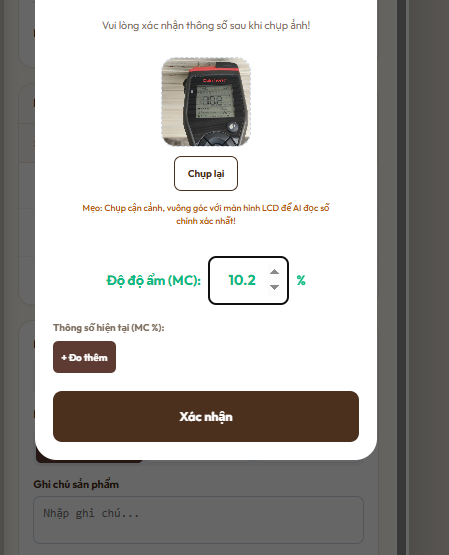 Vui lòng xác nhận thông số sau khi chụp ảnh!
10.2
Chụp lại
Mẹo: Chụp cận cảnh, vuông góc với màn hình LCD để AI đọc số
chính xác nhất!
Độ độ ẩm (MC): 10.2 %
Thông số hiện tại (MC %):
+ Đo thêm
Xác nhận
Ghi chú sản phẩm
Nhập ghi chú...